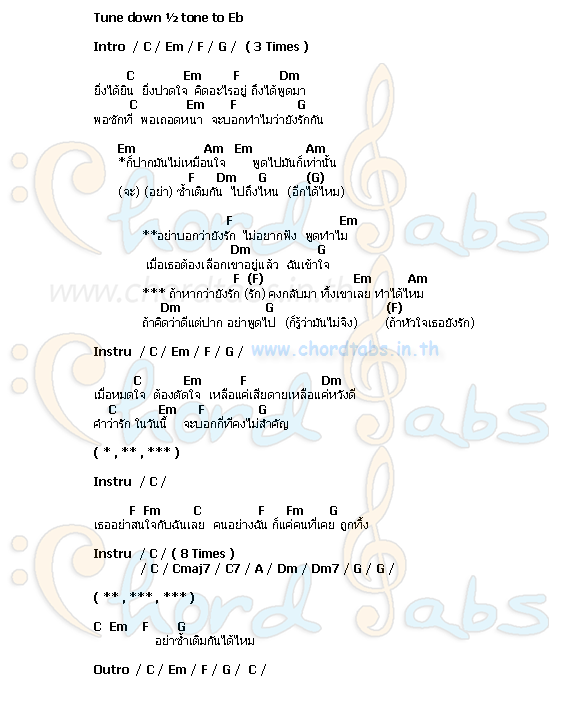 Tune down ½ tone to Eb
Intro / C / Em / F / G / ( 3 Times )
C Em F Dm
ยิ่งได้ยิน ยิ่งปวดใจ คิดอะไรอยู่ ถึงได้พูดมา
C Em F G
พอซักที พอเถอดหนา จะบอกทำไมว่ายังรักกัน
Em Am Em Am
*ก็ปากมันไม่เหมือนใจ พูดไปมันก็เท่านั้น
F Dm G (G)
(จะ) (อย่า) ซ้ำเติมกัน ไปถึงไหน (อีกได้ไหม)
F Em
**อย่าบอกว่ายังรัก ไม่อยากฟัง พูดทำไม
Dm G
เมื่อเธอต้องเลือกเขาอยู่แล้ว ฉันเข้าใจ
F (F) Em Am
*** ถ้าหากว่ายังรัก (รัก) คงกลับมา ทิ้งเขาเลย ทำได้ไหม
Dm G (F)
ถ้าคิดว่าดีแต่ปาก อย่าพูดไป (ก็รู้ว่ามันไม่จิง) (ถ้าหัวใจเธอยังรัก)
Instru / C / Em / F / G /
www.chordtabs.in.th
www.chordtabs.in.th
C Em F Dm
เมื่อหมดใจ ต้องตัดใจ เหลือแค่เสียดายเหลือแค่หวังดี
C Em F G
คำว่ารัก ในวันนี้ จะบอกกี่ทีคงไม่สำคัญ
( * , ** , *** )
Instru / C /
F Fm C F Fm G
เธออย่าสนใจกับฉันเลย คนอย่างฉัน ก็แค่คนที่เคย ถูกทิ้ง
Instru / C / ( 8 Times )
/ C / Cmaj7 / C7 / A / Dm / Dm7 / G / G /
( ** , *** , *** )
C Em F G
อย่าซ้ำเติมกันได้ไหม
Outro / C / Em / F / G / C /
Chord Tabs
Chord Tabs
Chord Tabs